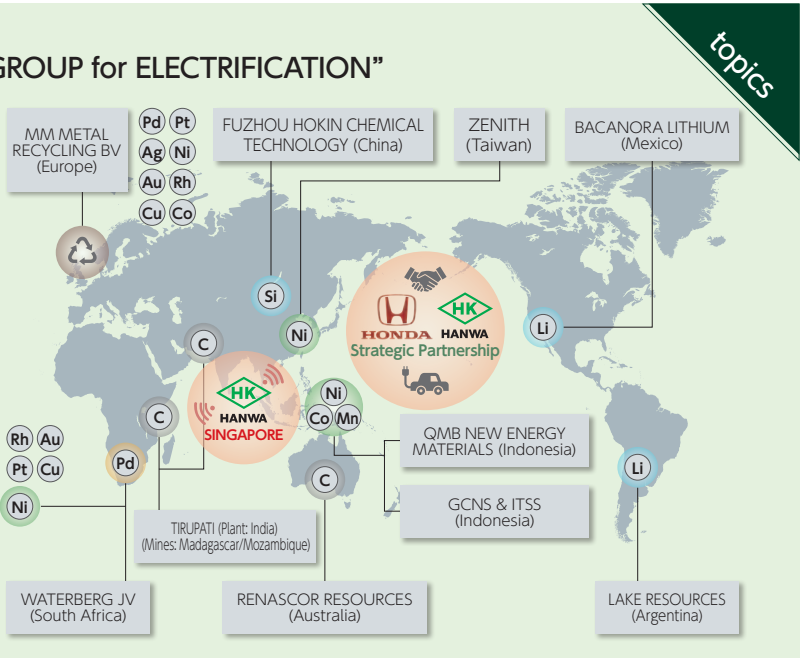 topics
GROUP for ELECTRIFICATION”
MM METAL
RECYCLING BV
(Europe)
Pd Pt
Ag Ni
Au Rh
Cu Co
FUZHOU HOKIN CHEMICAL
TECHNOLOGY (China)
ZENITH
(Taiwan)
BACANORA LITHIUM
(Mexico)
Si
Ni
C
HK
HANWA
SINGAPORE
HONDA
HK
HANWA
Strategic Partnership
Li
C
Ni
Co Mn
Rh Au
Pt Cu
Ni
Pd
C
Li
QMB NEW ENERGY
MATERIALS (Indonesia)
GCNS & ITSS
(Indonesia)
TIRUPATI (Plant: India)
(Mines: Madagascar/Mozambique)
WATERBERG JV
(South Africa)
RENASCOR RESOURCES
(Australia)
LAKE RESOURCES
(Argentina)